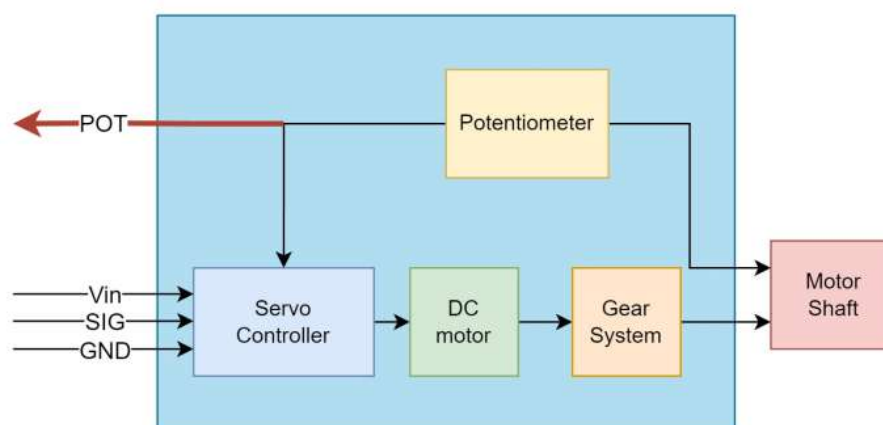 POT
Potentiometer
Vin
SIG
GND
Servo
Controller
DC
motor
Gear
System
Motor
Shaft